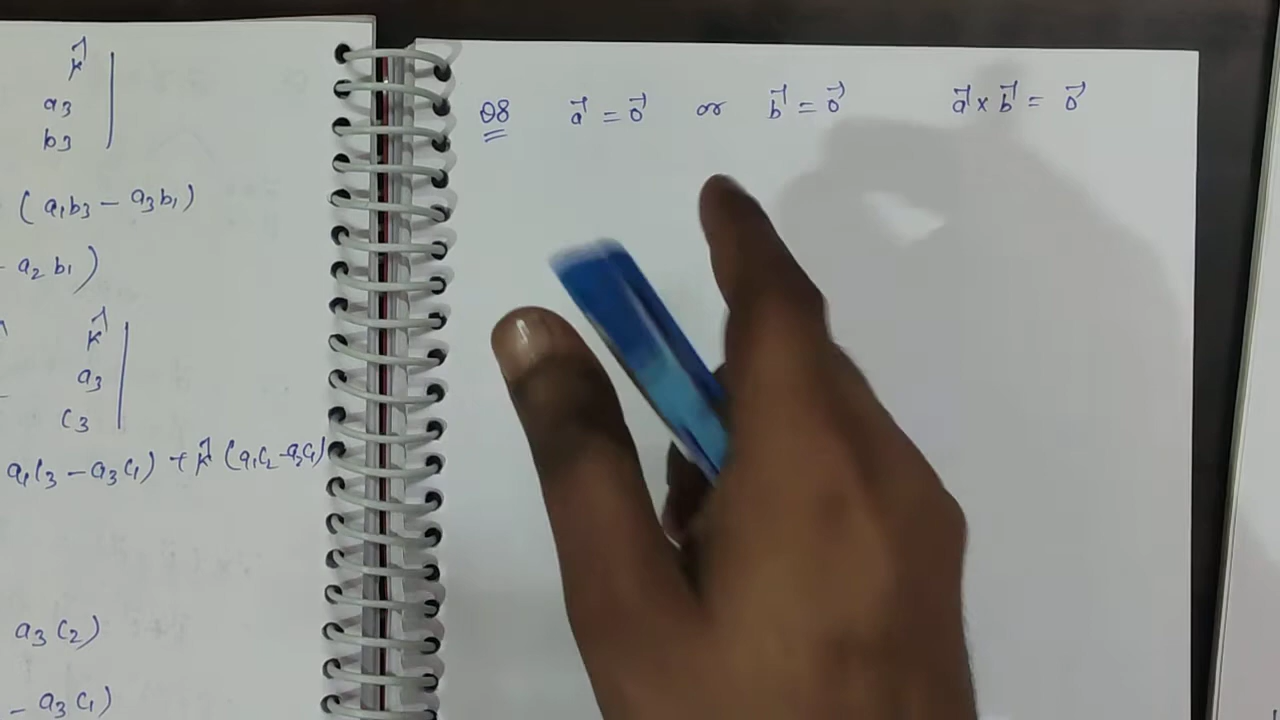 k̂
a3
b3
(a1b3 - a3b1)
- a2 b1)
k̂
a3
c3
a1c3 - a3c1) + k̂ (a1c2 - a3c1)
a3 c2)
- a3 c1)
Q8 a⃗ = 0⃗ or b⃗ = 0⃗ a⃗ x b⃗ = 0⃗